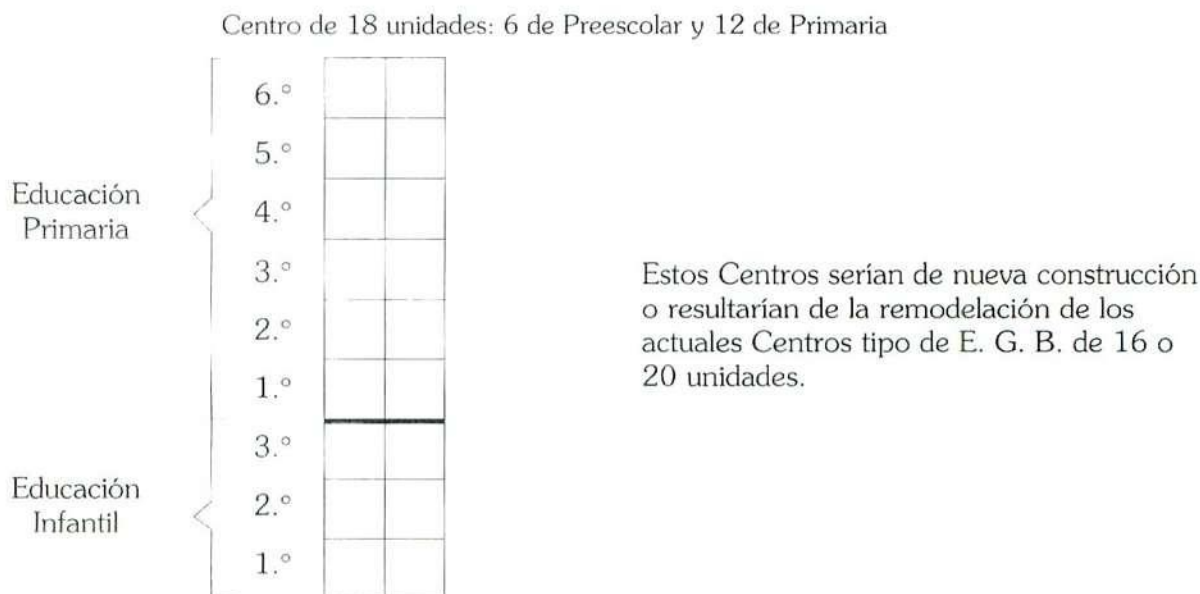 Centro de 18 unidades: 6 de Preescolar y 12 de Primaria
6.°
5.°
Educación
Primaria
4.°
3.°
2.°
1.°
Estos Centros serían de nueva construcción
o resultarían de la remodelación de los
actuales Centros tipo de E. G. B. de 16 o
20 unidades.
3.°
Educación
Infantil
2.°
1.°